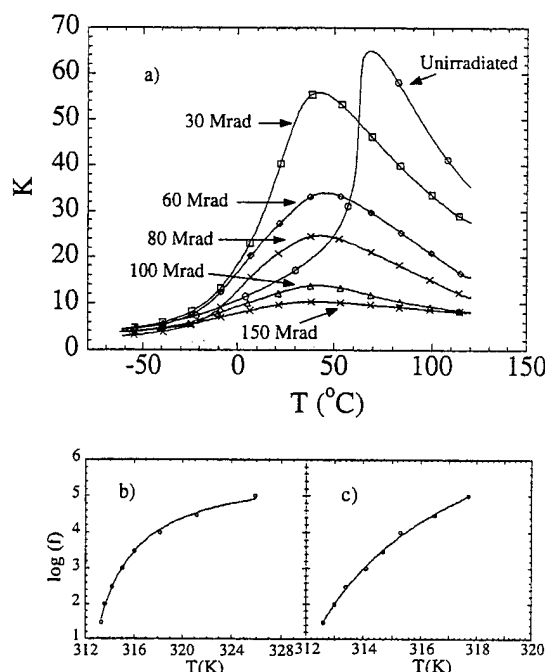 70
60
50
40
30
20
10
0
K
a)
Unirradiated
30 Mrad
60 Mrad
80 Mrad
100 Mrad
150 Mrad
-50 0 50 100 150
T (°C)
6
5
4
3
2
1
log (f)
b)
312 316 320 324 328
T(K)
c)
312 314 316 318 320
T(K)